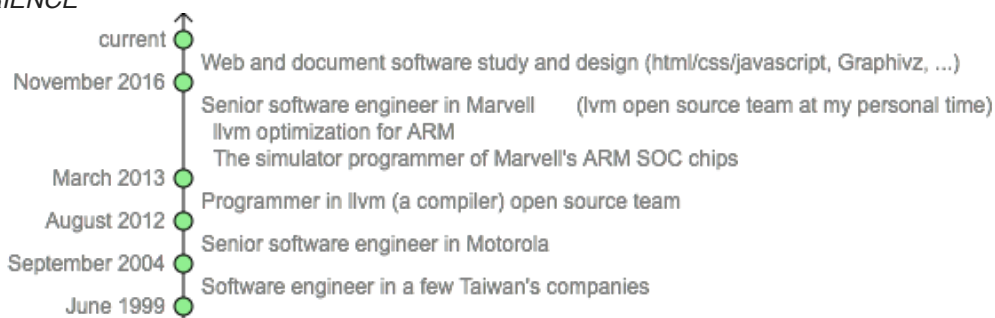 current
Web and document software study and design (html/css/javascript, Graphivz, ...)
November 2016
Senior software engineer in Marvell (lvm open source team at my personal time)
llvm optimization for ARM
The simulator programmer of Marvell's ARM SOC chips
March 2013
Programmer in llvm (a compiler) open source team
August 2012
Senior software engineer in Motorola
September 2004
Software engineer in a few Taiwan's companies
June 1999